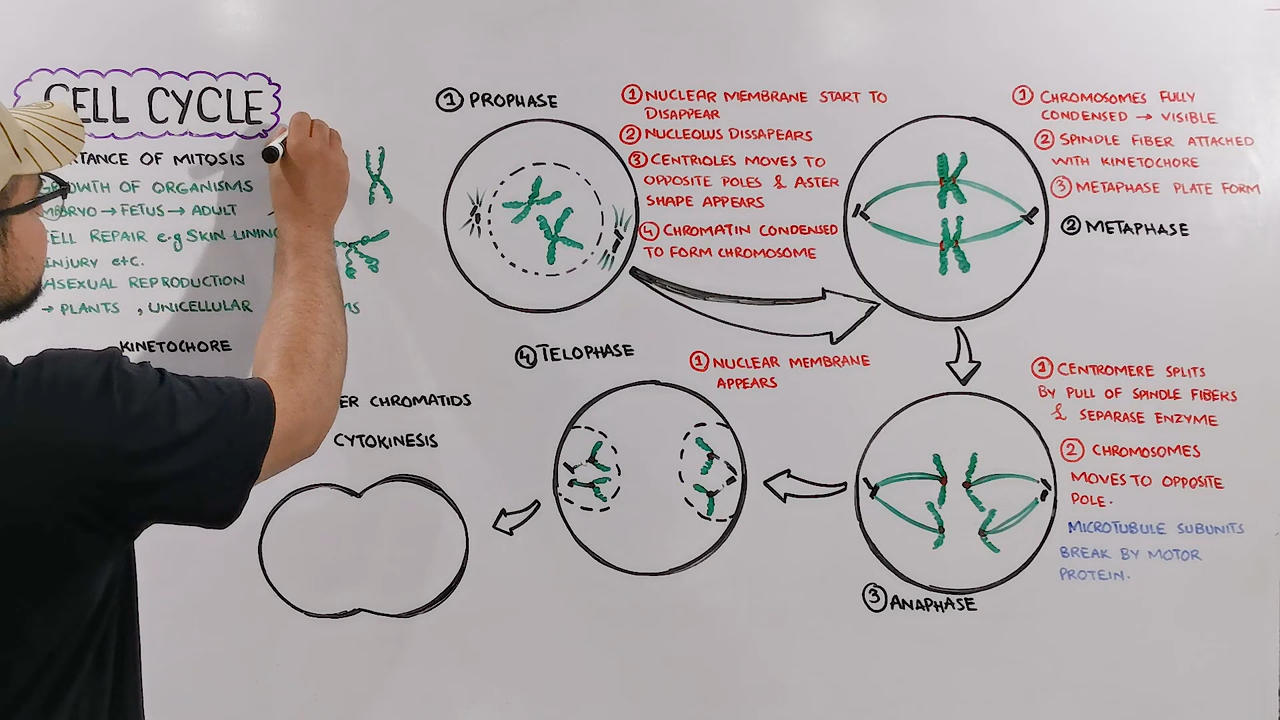 CELL CYCLE
OF MITOSIS
GROWTH OF ORGANISMS
→ FETUS → ADULT
CELL REPAIR e.g SKIN LINING
INJURY etc.
ASEXUAL REPRODUCTION
→ PLANTS , UNICELLULAR
KINETOCHORE
CHROMATIDS
CYTOKINESIS
① PROPHASE
① NUCLEAR MEMBRANE START TO
DISAPPEAR
② NUCLEOLUS DISSAPEARS
③ CENTRIOLES MOVES TO
OPPOSITE POLES & ASTER
SHAPE APPEARS
④ CHROMATIN CONDENSED
TO FORM CHROMOSOME
① CHROMOSOMES FULLY
CONDENSED → VISIBLE
② SPINDLE FIBER ATTACHED
WITH KINETOCHORE
③ METAPHASE PLATE FORM
② METAPHASE
① CENTROMERE SPLITS
BY PULL OF SPINDLE FIBERS
& SEPARASE ENZYME
② CHROMOSOMES
MOVES TO OPPOSITE
POLE.
MICROTUBULE SUBUNITS
BREAK BY MOTOR
PROTEIN.
③ ANAPHASE
④ TELOPHASE
① NUCLEAR MEMBRANE
APPEARS